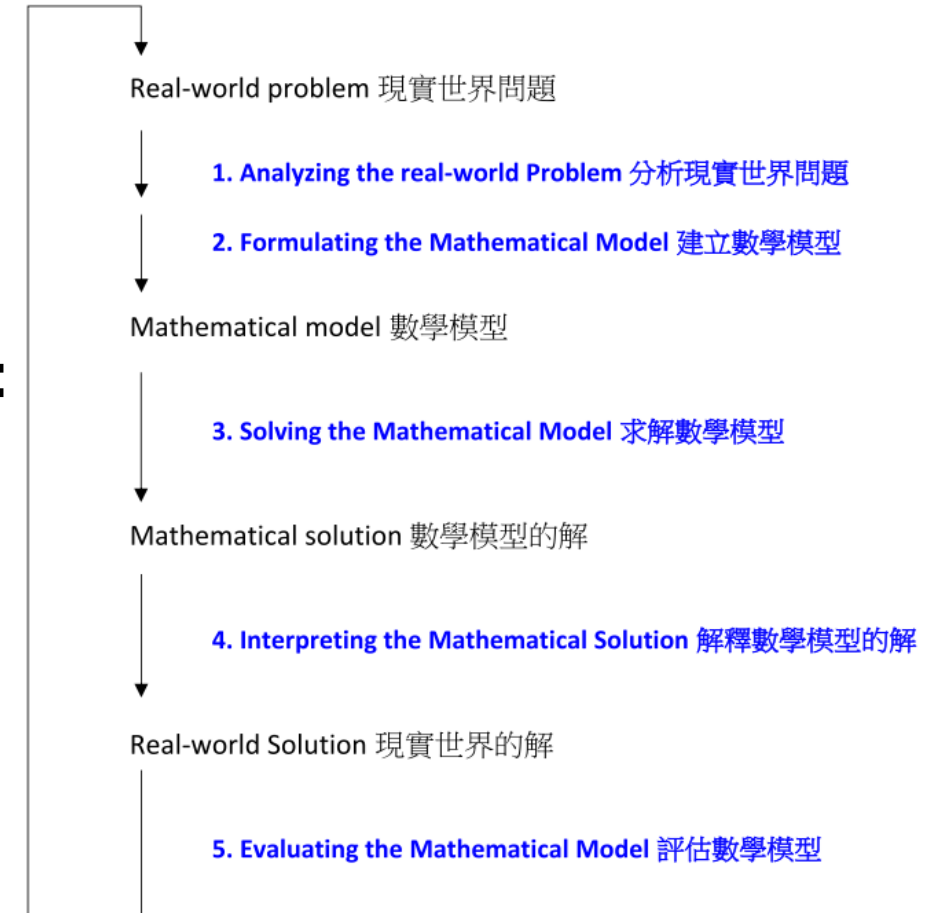 Real-world problem 現實世界問題
1. Analyzing the real-world Problem 分析現實世界問題
2. Formulating the Mathematical Model 建立數學模型
Mathematical model 數學模型
3. Solving the Mathematical Model 求解數學模型
Mathematical solution 數學模型的解
4. Interpreting the Mathematical Solution 解釋數學模型的解
Real-world Solution 現實世界的解
5. Evaluating the Mathematical Model 評估數學模型